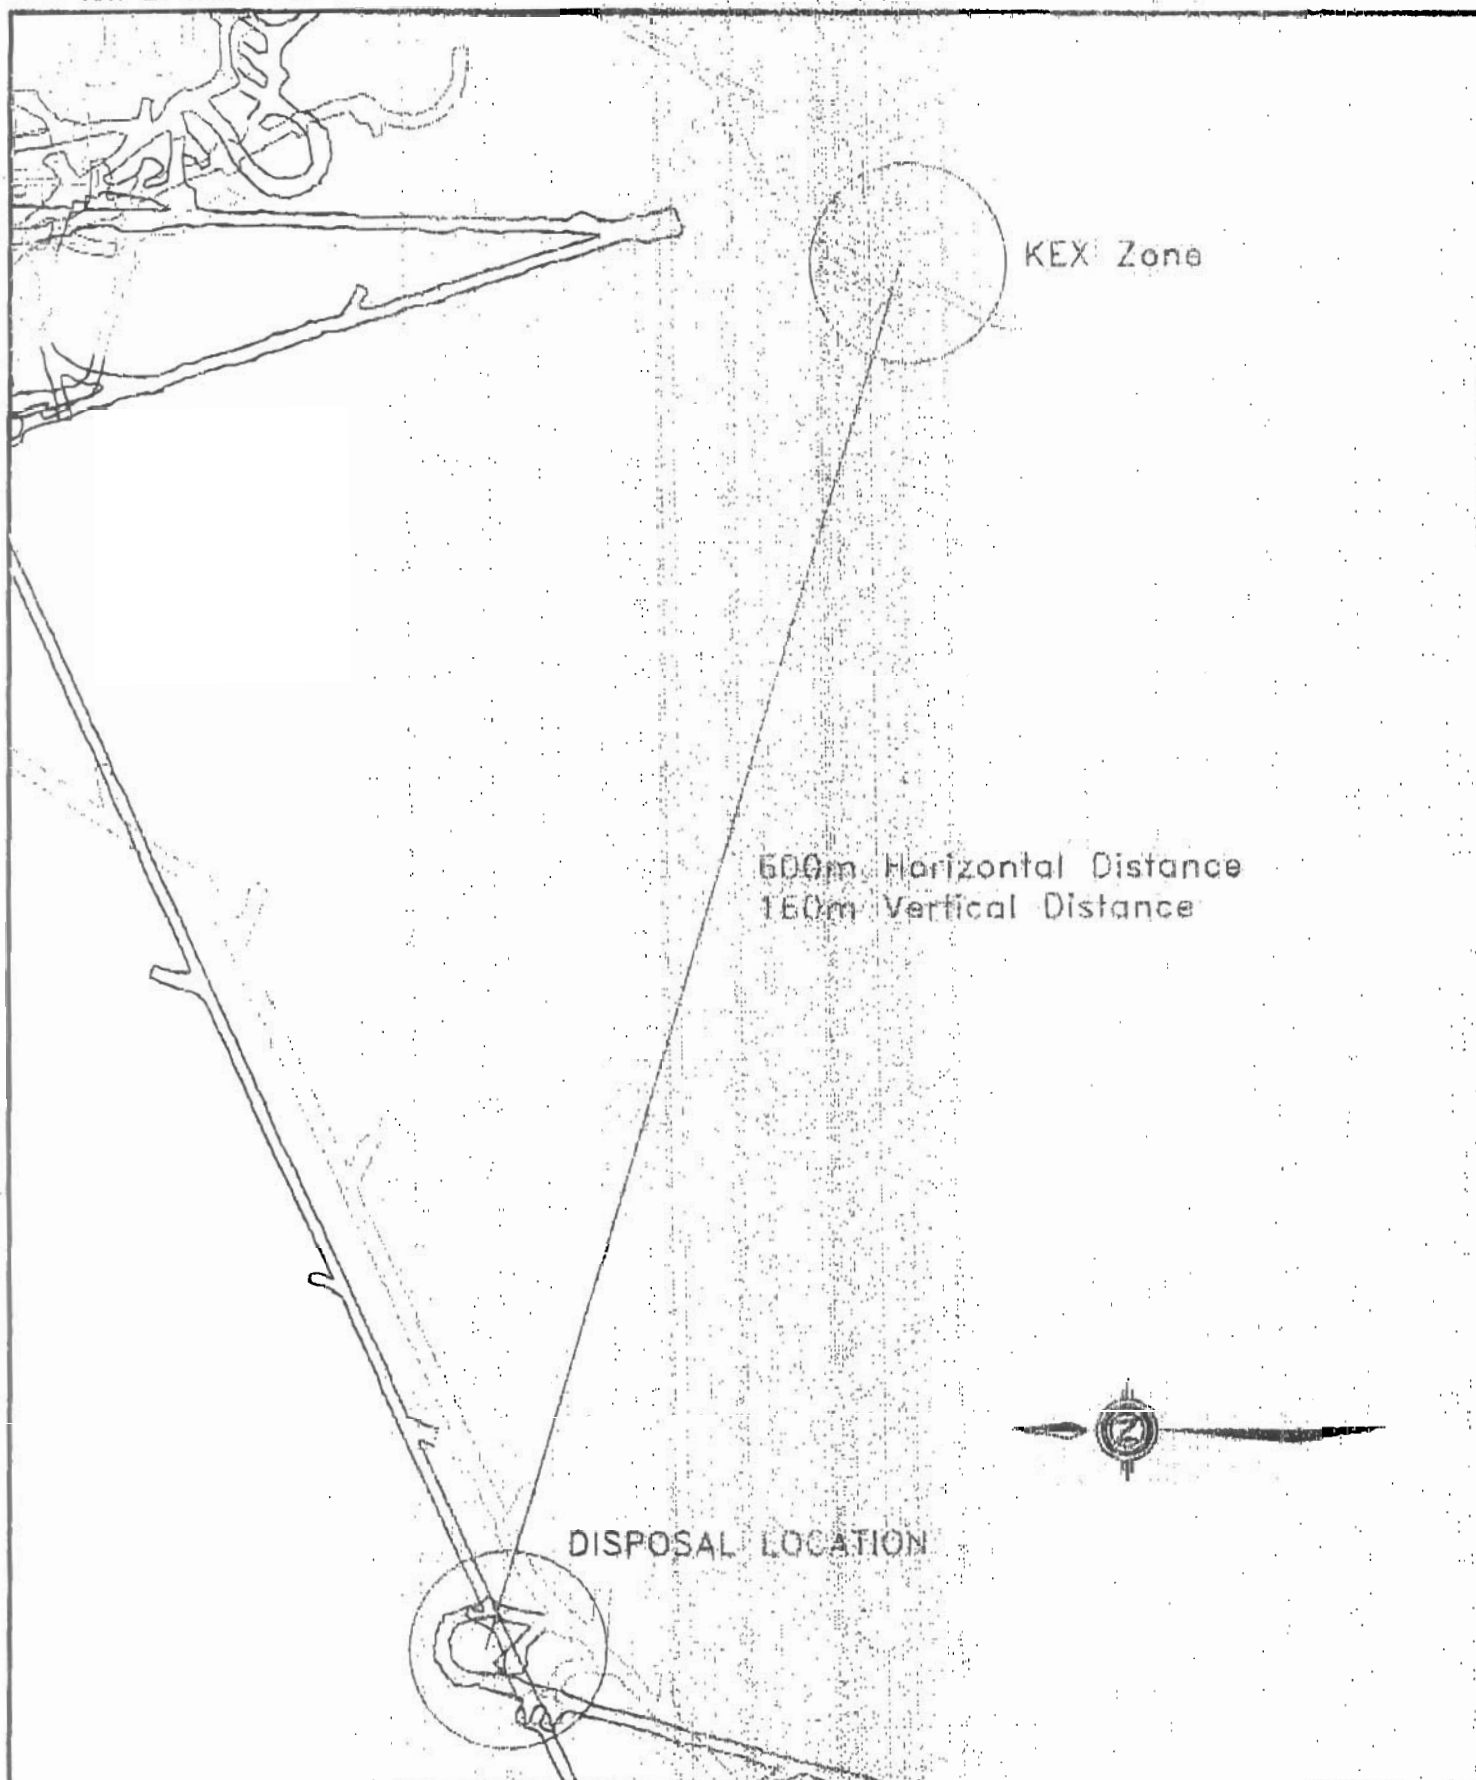 KEX Zone
600m Horizontal Distance
160m Vertical Distance
DISPOSAL LOCATION
N